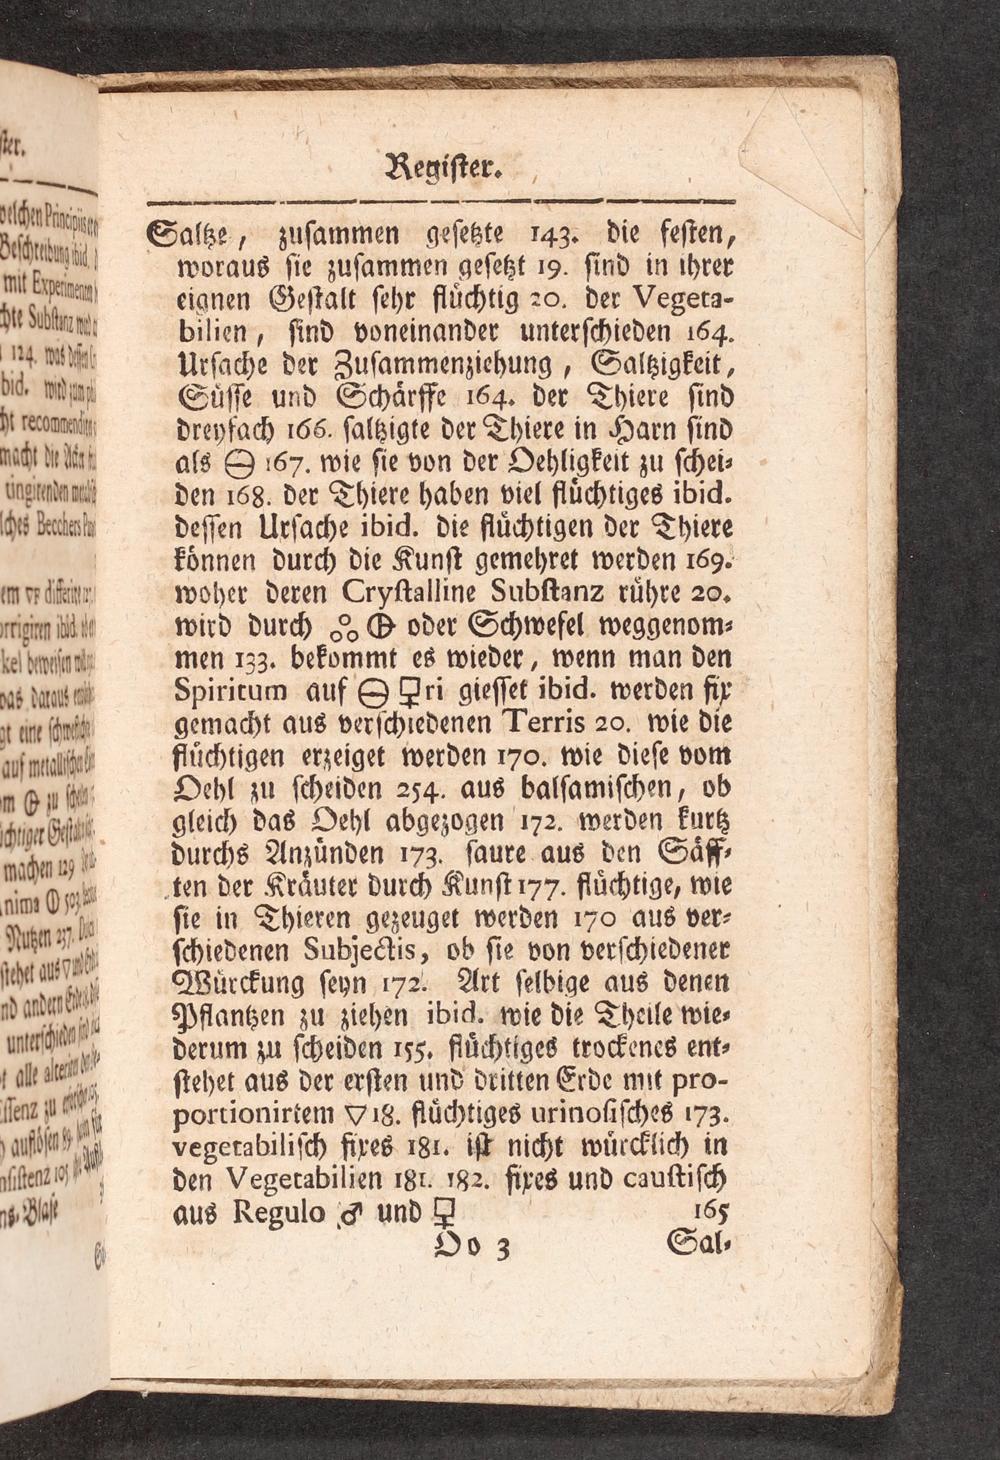 Register.
Saltze, zusammen gesetzte 143. die festen,
woraus sie zusammen gesetzt 19. sind in ihrer
eignen Gestalt sehr flüchtig 20. der Vegeta-
bilien, sind voneinander unterschieden 164.
Ursache der Zusammenziehung, Saltzigkeit,
Süsse und Schärffe 164. der Thiere sind
dreyfach 166. saltzigte der Thiere in Harn sind
als 🜔 167. wie sie von der Oehligkeit zu schei-
den 168. der Thiere haben viel flüchtiges ibid.
dessen Ursache ibid. die flüchtigen der Thiere
können durch die Kunst gemehret werden 169.
woher deren Crystalline Substanz rühre 20.
wird durch ஃ 🜨 oder Schwefel weggenom-
men 133. bekommt es wieder, wenn man den
Spiritum auf 🜔 🜻ri giesset ibid. werden fix
gemacht aus verschiedenen Terris 20. wie die
flüchtigen erzeiget werden 170. wie diese vom
Oehl zu scheiden 254. aus balsamischen, ob
gleich das Oehl abgezogen 172. werden kurtz
durchs Anzünden 173. saure aus den Säff-
ten der Kräuter durch Kunst 177. flüchtige, wie
sie in Thieren gezeuget werden 170 aus ver-
schiedenen Subjectis, ob sie von verschiedener
Würckung seyn 172. Art selbige aus denen
Pflantzen zu ziehen ibid. wie die Theile wie-
derum zu scheiden 155. flüchtiges trockenes ent-
stehet aus der ersten und dritten Erde mit pro-
portionirtem ▽ 18. flüchtiges urinosisches 173.
vegetabilisch fixes 181. ist nicht würcklich in
den Vegetabilien 181. 182. fixes und caustisch
aus Regulo ♂ und 🜻 165
Oo 3 Sal-